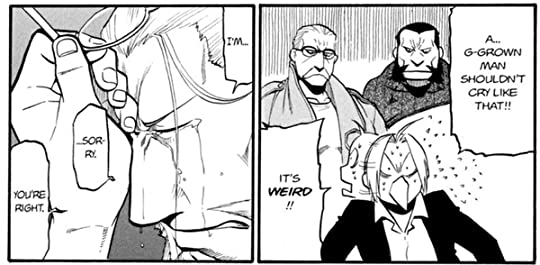 A...
G-GROWN
MAN
SHOULDN'T
CRY LIKE
THAT!!
IT'S
WEIRD
!!
I'M...
...SOR-
RY.
YOU'RE
RIGHT.